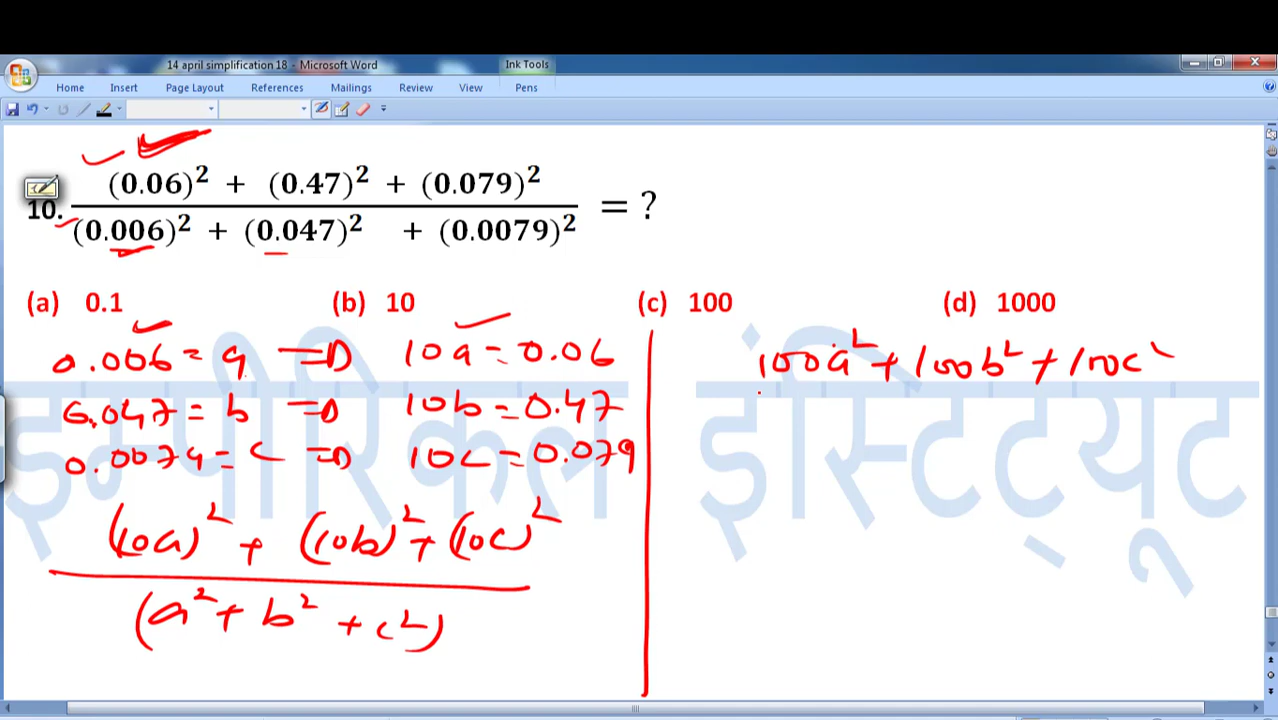 14 april simplification 18 - Microsoft Word
Ink Tools
Home Insert Page Layout References Mailings Review View Pens
(0.06)² + (0.47)² + (0.079)²
10. ――――――――――――――― = ?
(0.006)² + (0.047)² + (0.0079)²
(a) 0.1 (b) 10 (c) 100 (d) 1000
0.006 = a ⇒ 10a = 0.06
0.047 = b ⇒ 10b = 0.47
0.0079 = c ⇒ 10c = 0.079
(10a)² + (10b)² + (10c)²
(a² + b² + c²)
100a² + 100b² + 100c²
इम्पीरिकल इंस्टिट्यूट